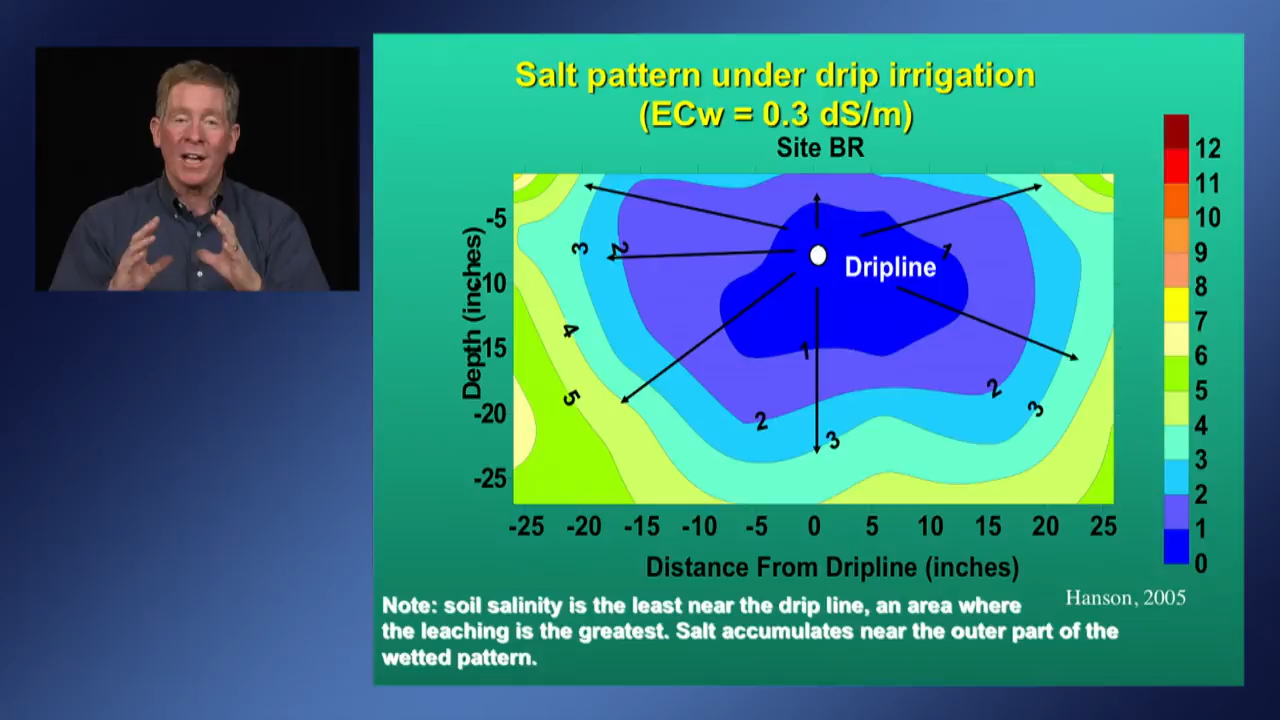 Salt pattern under drip irrigation
(ECw = 0.3 dS/m)
Site BR
12
11
10
9
8
7
6
5
4
3
2
1
0
Depth (inches)
-5
-10
-15
-20
-25
3
2
1
Dripline
4
1
5
2
2
3
3
-25 -20 -15 -10 -5 0 5 10 15 20 25
Distance From Dripline (inches)
Hanson, 2005
Note: soil salinity is the least near the drip line, an area where
the leaching is the greatest. Salt accumulates near the outer part of the
wetted pattern.